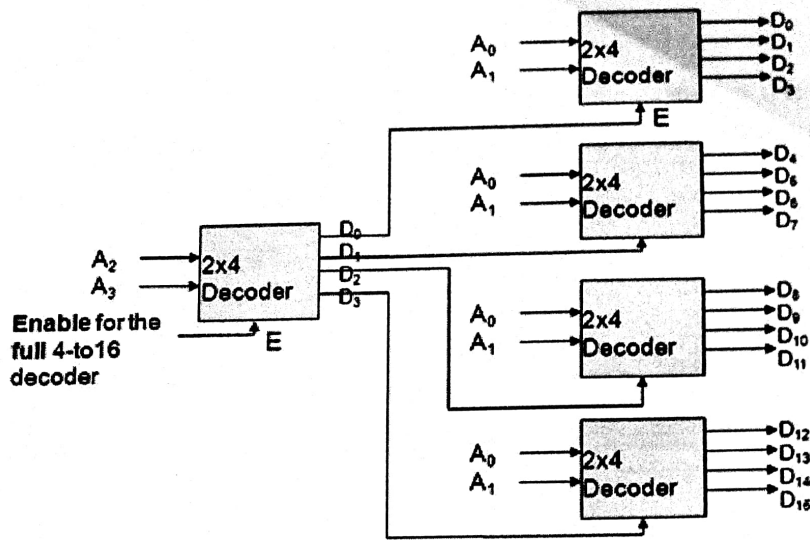 A₀
A₁
2x4
Decoder
D₀
D₁
D₂
D₃
E
A₀
A₁
2x4
Decoder
D₄
D₅
D₆
D₇
A₂
A₃
2x4
Decoder
D₀
D₁
D₂
D₃
Enable for the
full 4-to16
decoder
E
A₀
A₁
2x4
Decoder
D₈
D₉
D₁₀
D₁₁
A₀
A₁
2x4
Decoder
D₁₂
D₁₃
D₁₄
D₁₅